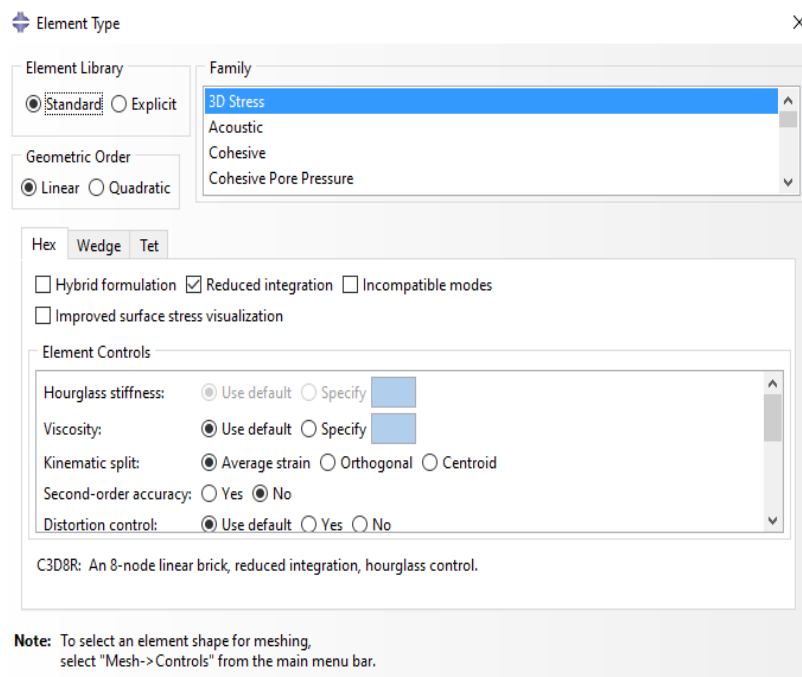 Element Type
Element Library
Family
Standard Explicit
3D Stress
Acoustic
Cohesive
Cohesive Pore Pressure
Geometric Order
Linear Quadratic
Hex Wedge Tet
Hybrid formulation Reduced integration Incompatible modes
Improved surface stress visualization
Element Controls
Hourglass stiffness: Use default Specify
Viscosity: Use default Specify
Kinematic split: Average strain Orthogonal Centroid
Second-order accuracy: Yes No
Distortion control: Use default Yes No
C3D8R: An 8-node linear brick, reduced integration, hourglass control.
Note: To select an element shape for meshing,
select "Mesh->Controls" from the main menu bar.